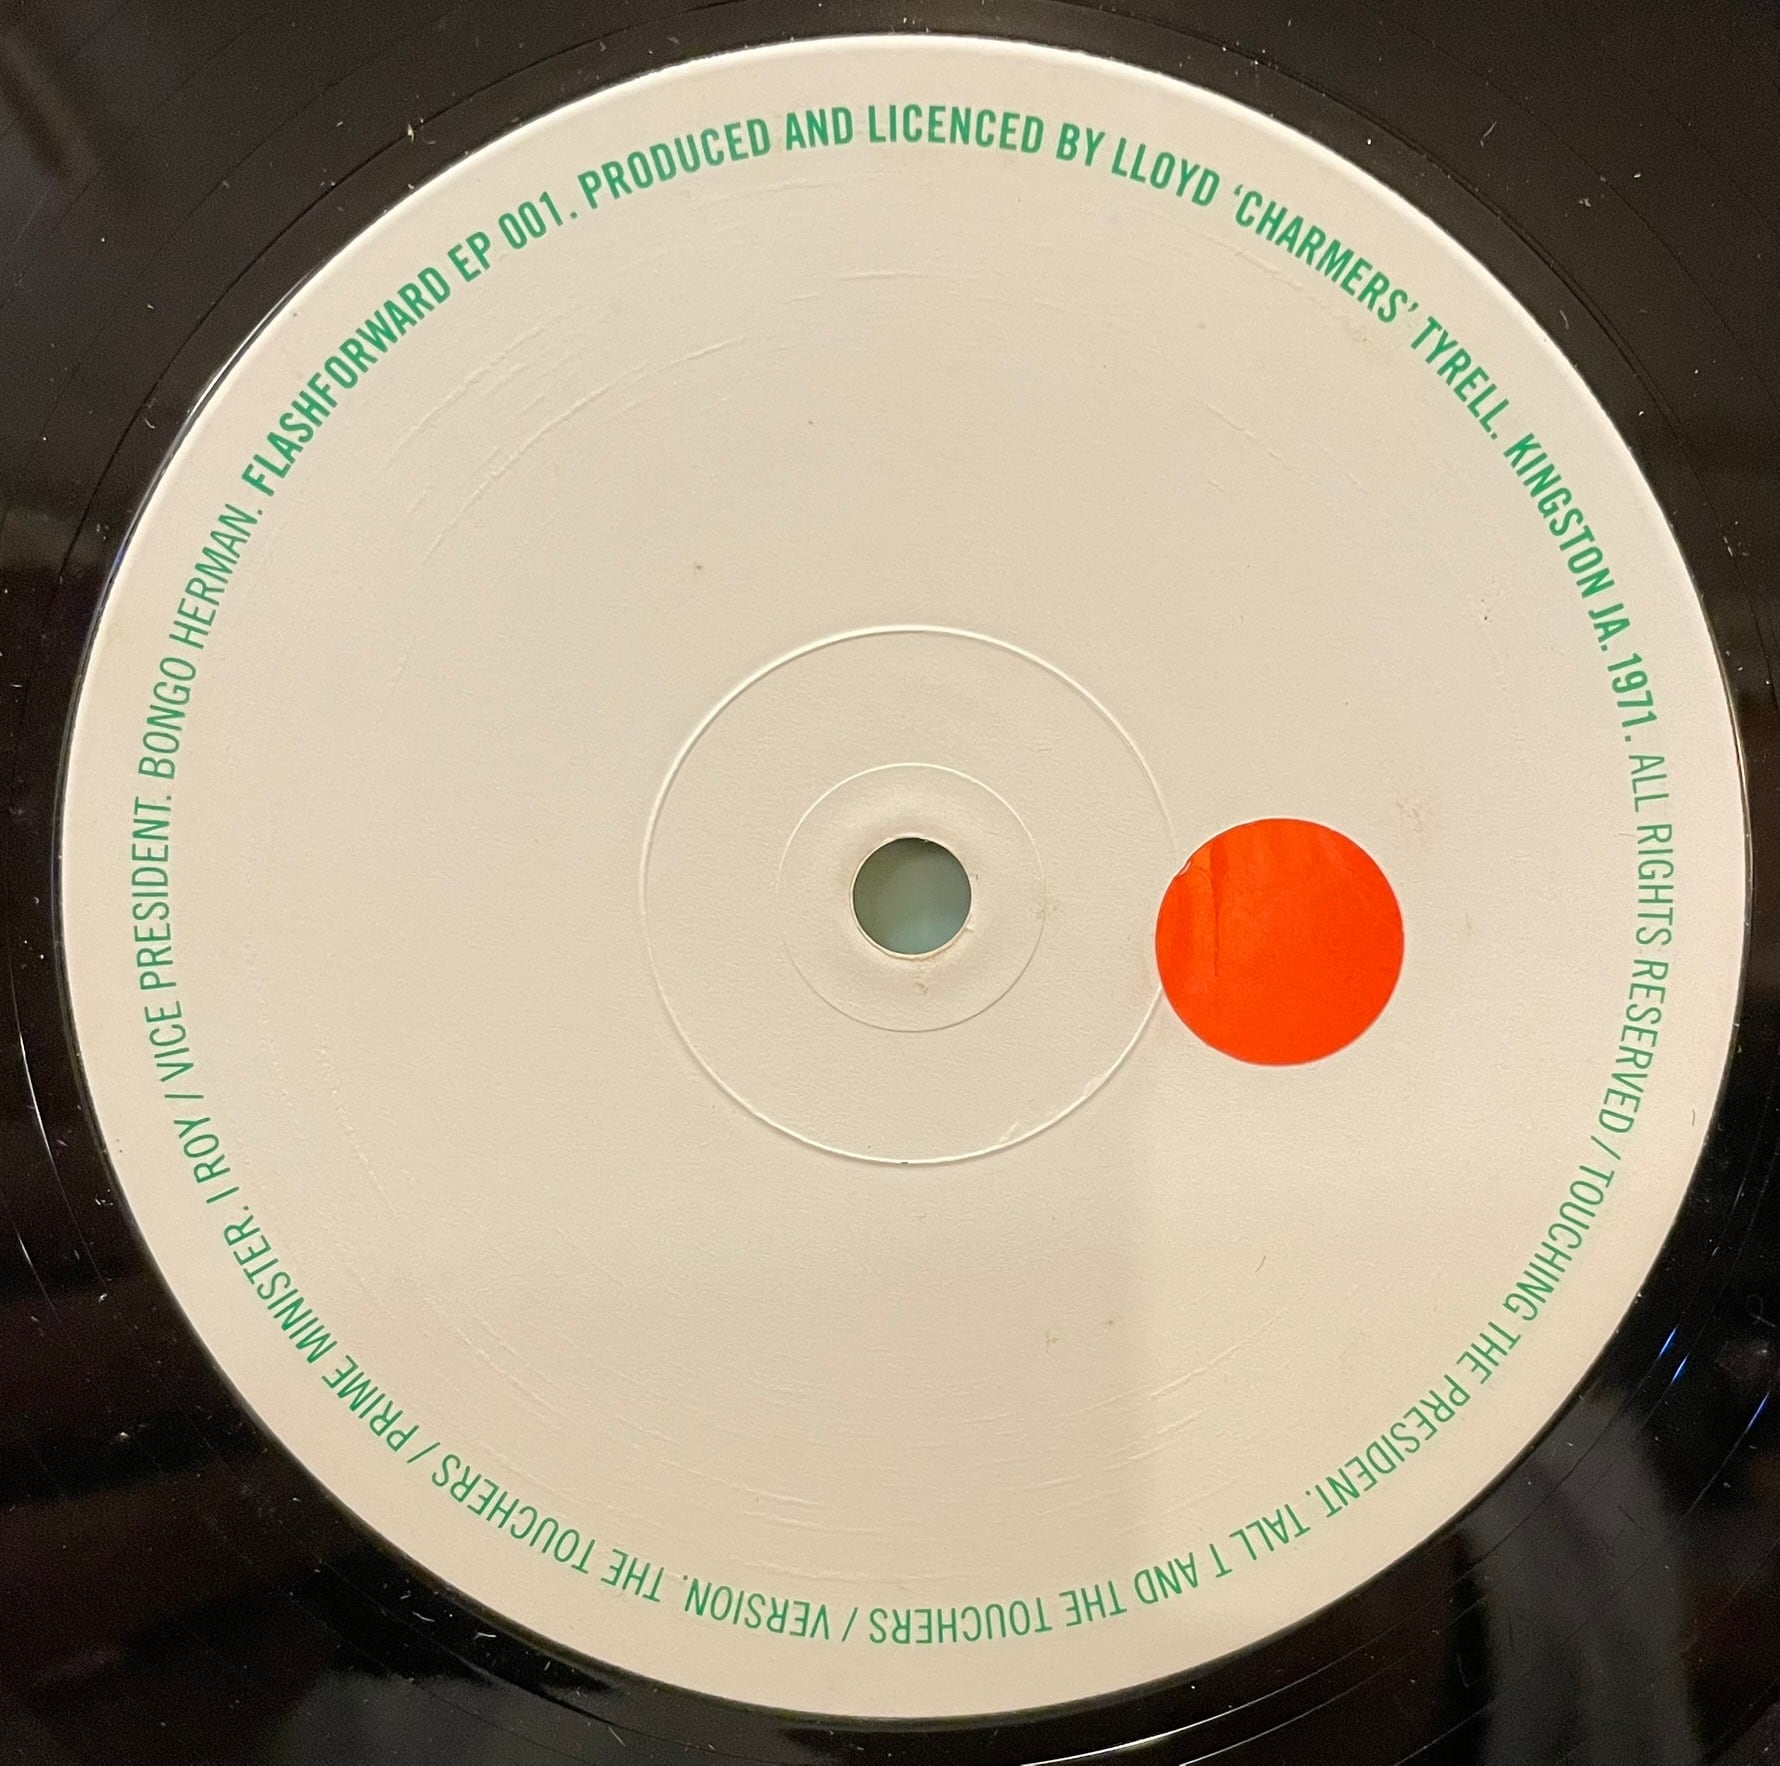 FLASHFORWARD EP 001. PRODUCED AND LICENCED BY LLOYD ‘CHARMERS’ TYRELL. KINGSTON JA. 1971. ALL RIGHTS RESERVED / TOUCHING THE PRESIDENT. TALL T AND THE TOUCHERS / VERSION. THE TOUCHERS / PRIME MINISTER. I ROY / VICE PRESIDENT. BONGO HERMAN.